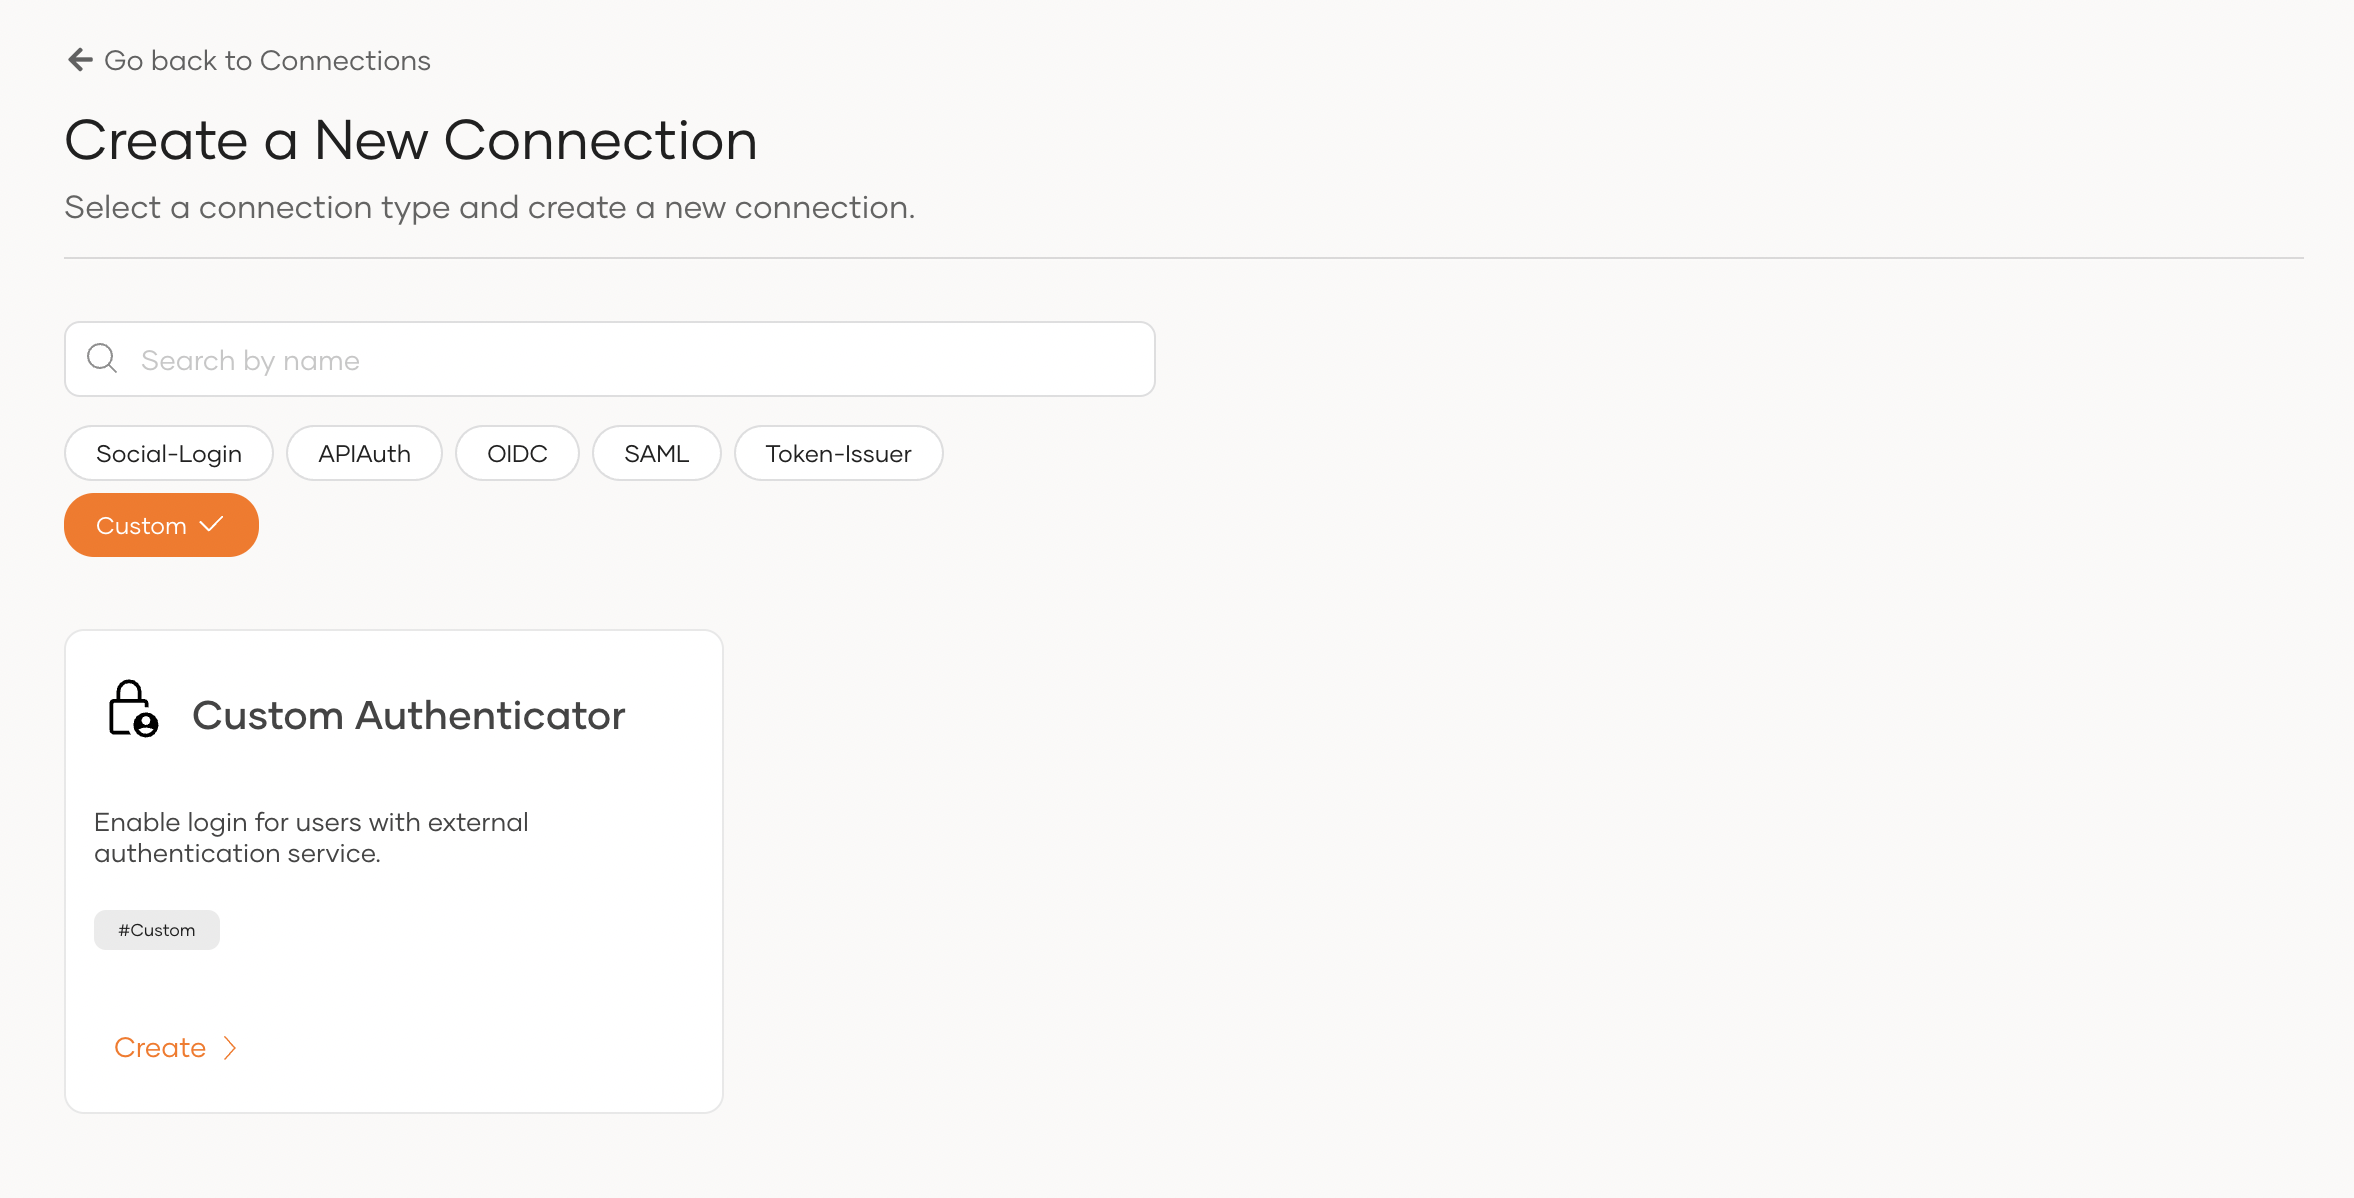 Go back to Connections
Create a New Connection
Select a connection type and create a new connection.
Search by name
Social-Login APIAuth OIDC SAML Token-Issuer
Custom
Custom Authenticator
Enable login for users with external
authentication service.
#Custom
Create